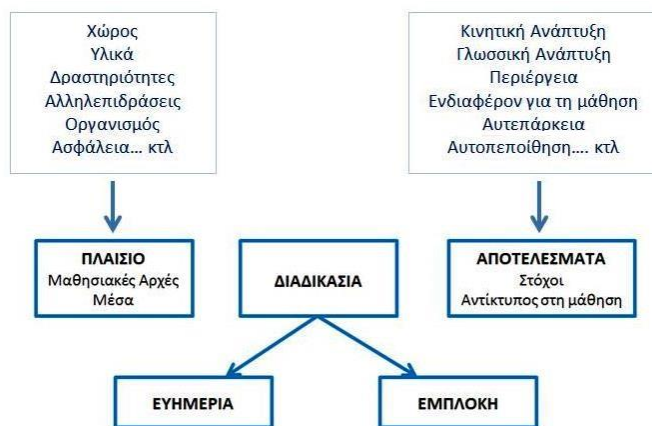 Χώρος
Υλικά
Δραστηριότητες
Αλληλεπιδράσεις
Οργανισμός
Ασφάλεια... κτλ
Κινητική Ανάπτυξη
Γλωσσική Ανάπτυξη
Περιέργεια
Ενδιαφέρον για τη μάθηση
Αυτεπάρκεια
Αυτοπεποίθηση.... κτλ
ΠΛΑΙΣΙΟ
Μαθησιακές Αρχές
Μέσα
ΔΙΑΔΙΚΑΣΙΑ
ΑΠΟΤΕΛΕΣΜΑΤΑ
Στόχοι
Αντίκτυπος στη μάθηση
ΕΥΗΜΕΡΙΑ
ΕΜΠΛΟΚΗ